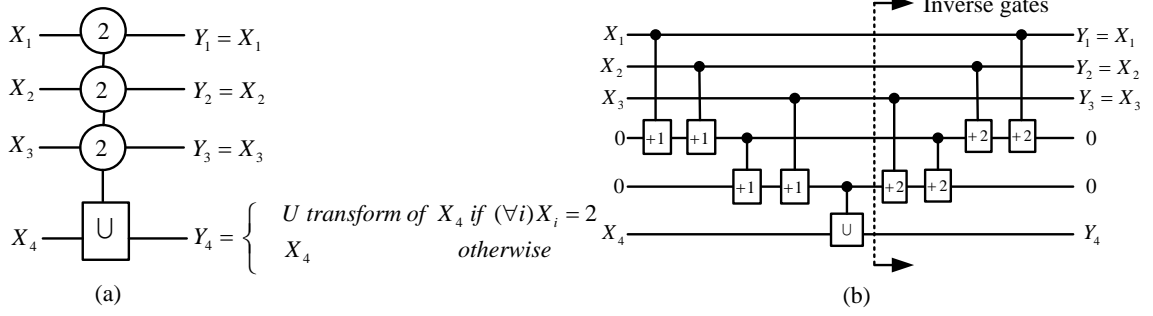 Inverse gates
X₁ 2 Y₁ = X₁
X₂ 2 Y₂ = X₂
X₃ 2 Y₃ = X₃
X₄ U Y₄ = { U transform of X₄ if (∀i)Xᵢ = 2
X₄ otherwise
(a)
X₁ Y₁ = X₁
X₂ Y₂ = X₂
X₃ Y₃ = X₃
0 +1 +1 +2 +2 0
0 +1 +1 +2 +2 0
X₄ U Y₄
(b)